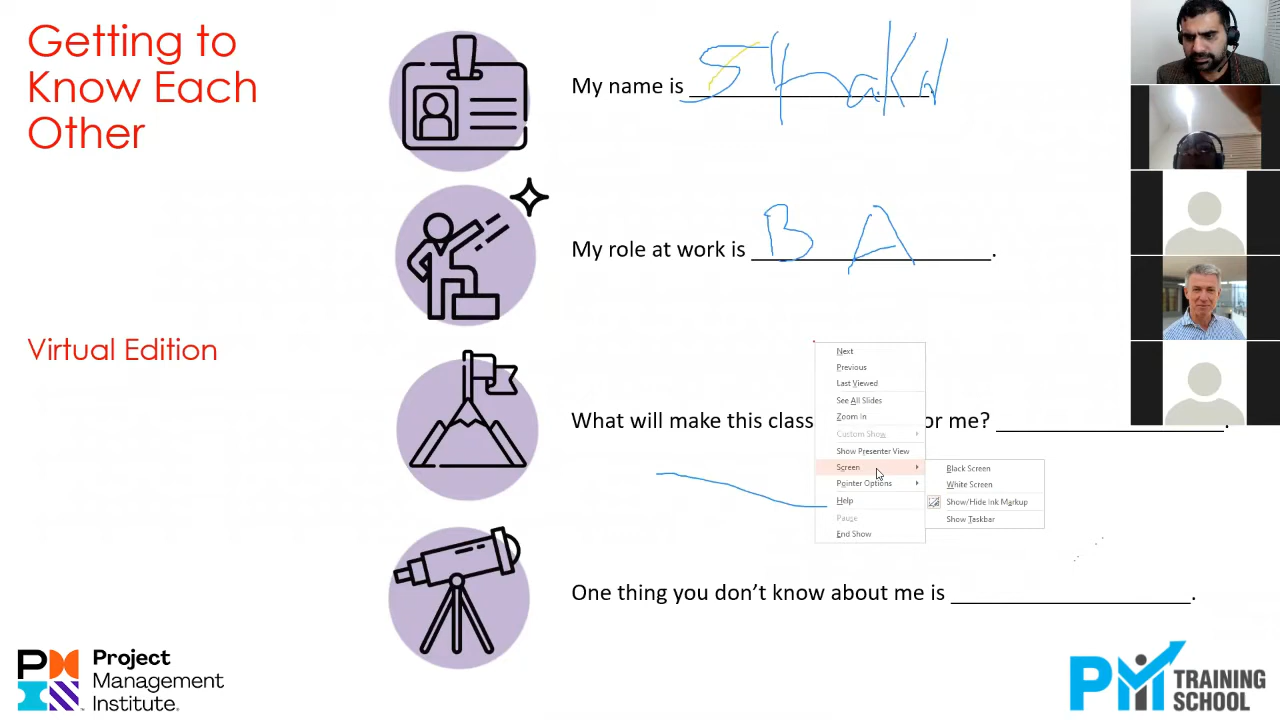 Getting to
Know Each
Other
My name is
My role at work is B A.
Virtual Edition
Next
Previous
Last Viewed
See All Slides
Zoom In
Custom Show
Show Presenter View
Screen
Pointer Options
Help
Pause
End Show
Black Screen
White Screen
Show/Hide Ink Markup
Show Taskbar
What will make this class or me? .
One thing you don't know about me is .
Project
Management
Institute.
PM TRAINING
SCHOOL